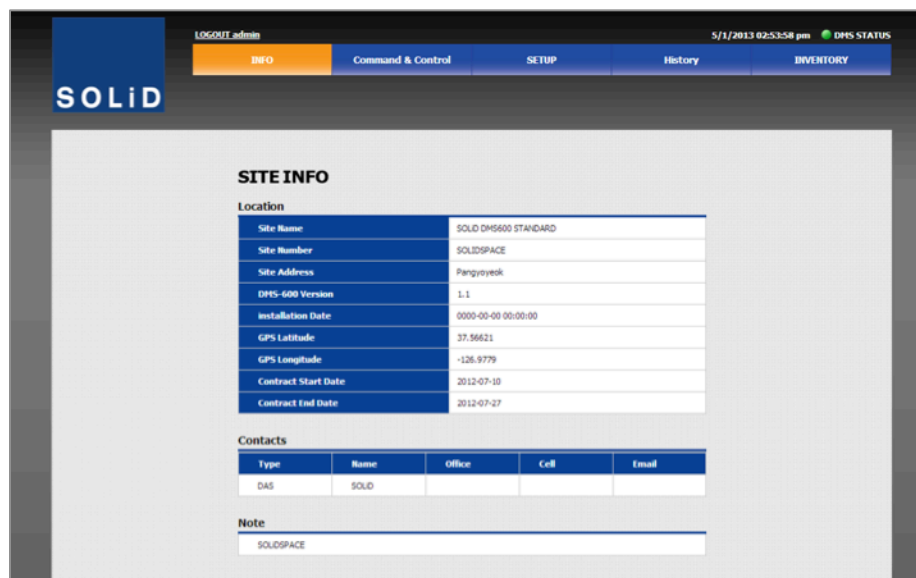 LOGOUT admin 5/1/2013 02:53:58 pm DMS STATUS
INFO Command & Control SETUP History INVENTORY
SOLiD
SITE INFO
Location
Site Name SOLiD DMS600 STANDARD
Site Number SOLIDSPACE
Site Address Pangyoyeok
DMS-600 Version 1.1
installation Date 0000-00-00 00:00:00
GPS Latitude 37.56621
GPS Longitude -126.9779
Contract Start Date 2012-07-10
Contract End Date 2012-07-27
Contacts
Type Name Office Cell Email
DAS SOLiD
Note
SOLiDSPACE